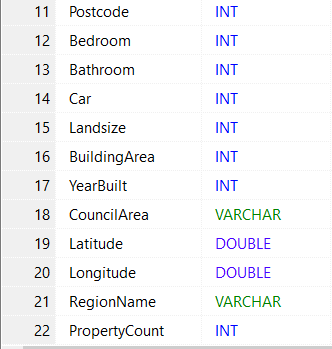 11 Postcode INT
12 Bedroom INT
13 Bathroom INT
14 Car INT
15 Landsize INT
16 BuildingArea INT
17 YearBuilt INT
18 CouncilArea VARCHAR
19 Latitude DOUBLE
20 Longitude DOUBLE
21 RegionName VARCHAR
22 PropertyCount INT